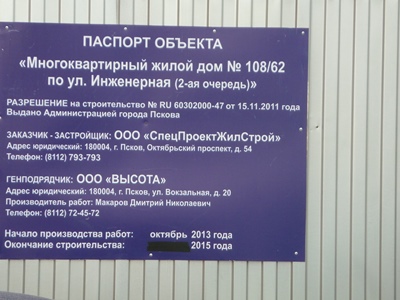 ПАСПОРТ ОБЪЕКТА
«Многоквартирный жилой дом № 108/62
по ул. Инженерная (2-ая очередь)»
РАЗРЕШЕНИЕ на строительство № RU 60302000-47 от 15.11.2011 года
Выдано Администрацией города Пскова
ЗАКАЗЧИК - ЗАСТРОЙЩИК: ООО «СпецПроектЖилСтрой»
Адрес юридический: 180004, г. Псков, Октябрьский проспект, д. 54
Телефон: (8112) 793-793
ГЕНПОДРЯДЧИК: ООО «ВЫСОТА»
Адрес юридический: 180004, г. Псков, ул. Вокзальная, д. 20
Производитель работ: Макаров Дмитрий Николаевич
Телефон: (8112) 72-45-72
Начало производства работ: октябрь 2013 года
Окончание строительства: 2015 года